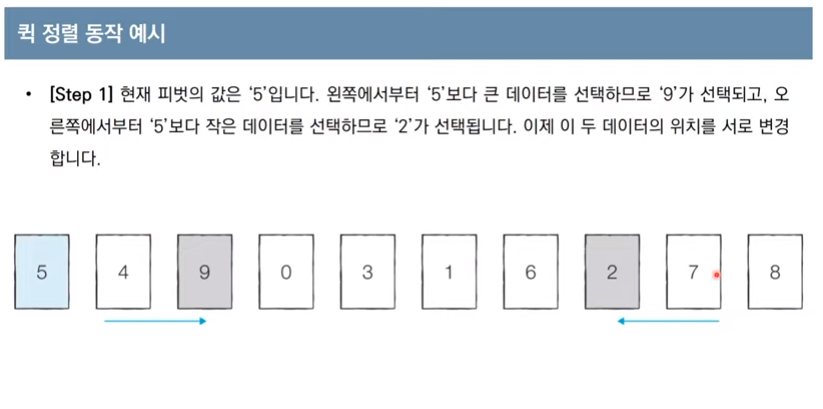 퀵 정렬 동작 예시
• [Step 1] 현재 피벗의 값은 ‘5’입니다. 왼쪽에서부터 ‘5’보다 큰 데이터를 선택하므로 ‘9’가 선택되고, 오
른쪽에서부터 ‘5’보다 작은 데이터를 선택하므로 ‘2’가 선택됩니다. 이제 이 두 데이터의 위치를 서로 변경
합니다.
5 4 9 0 3 1 6 2 7 8